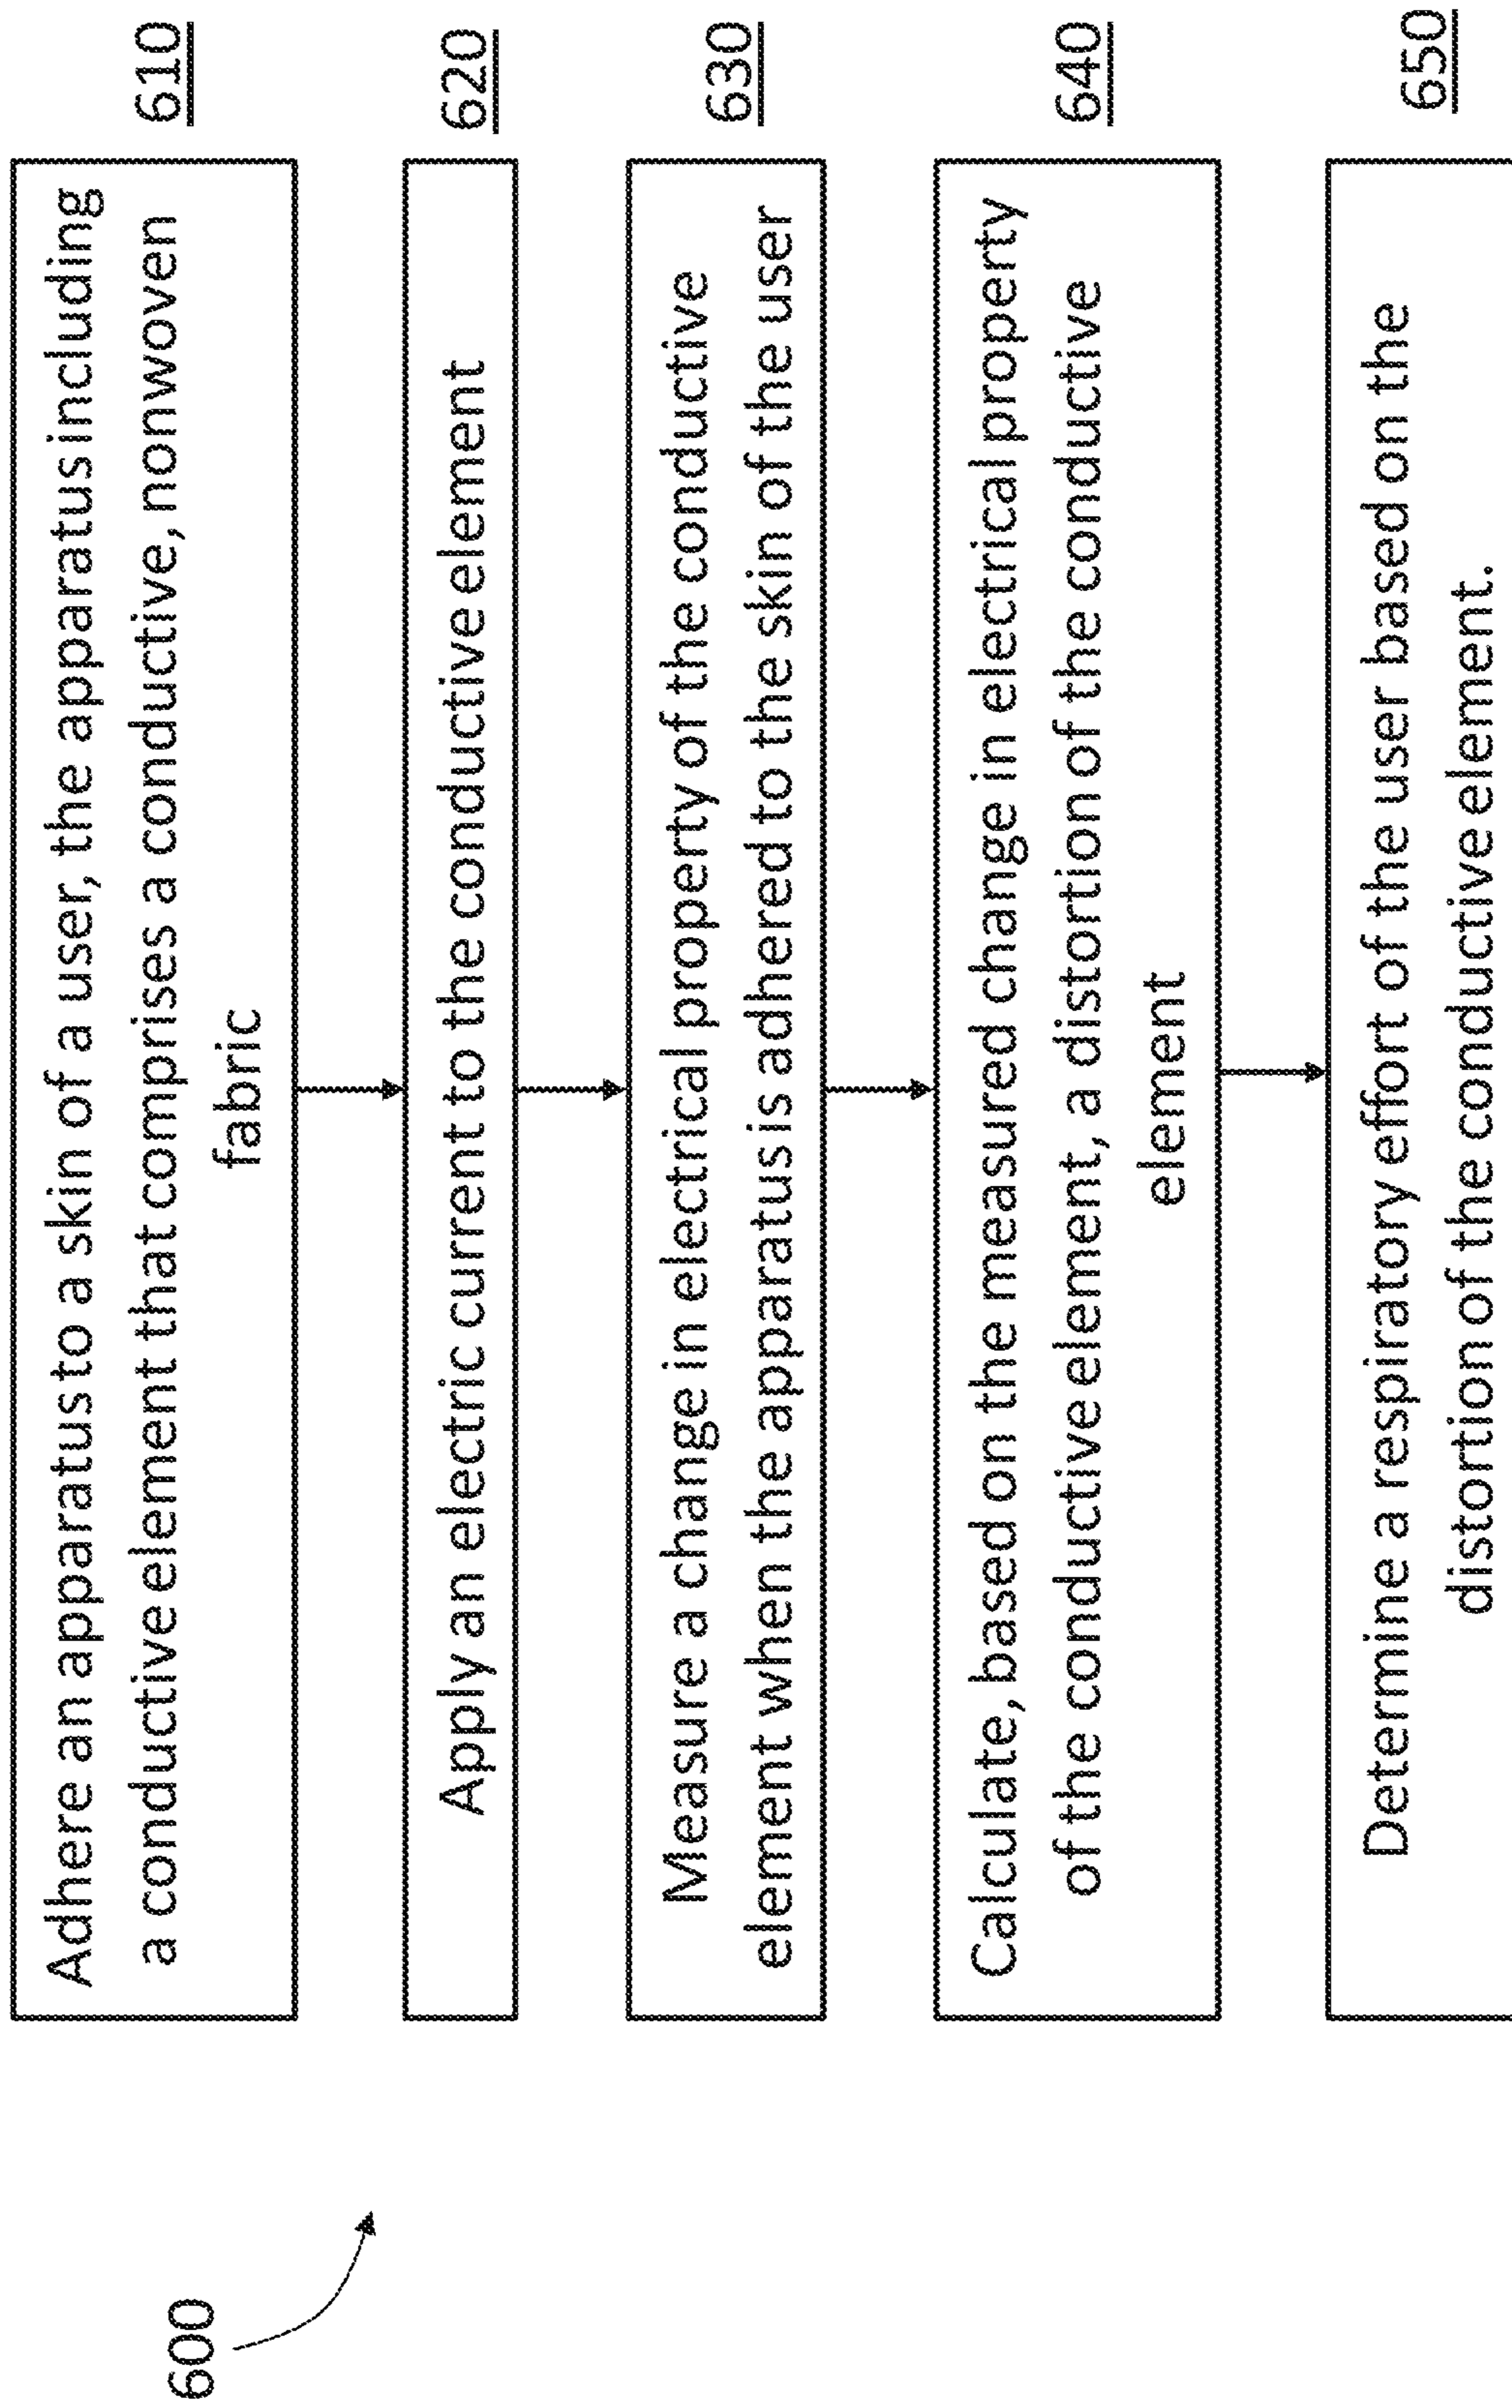 600
Adhere an apparatus to a skin of a user, the apparatus including
a conductive element that comprises a conductive, nonwoven
fabric
610
Apply an electric current to the conductive element
620
Measure a change in electrical property of the conductive
element when the apparatus is adhered to the skin of the user
630
Calculate, based on the measured change in electrical property
of the conductive element, a distortion of the conductive
element
640
Determine a respiratory effort of the user based on the
distortion of the conductive element.
650